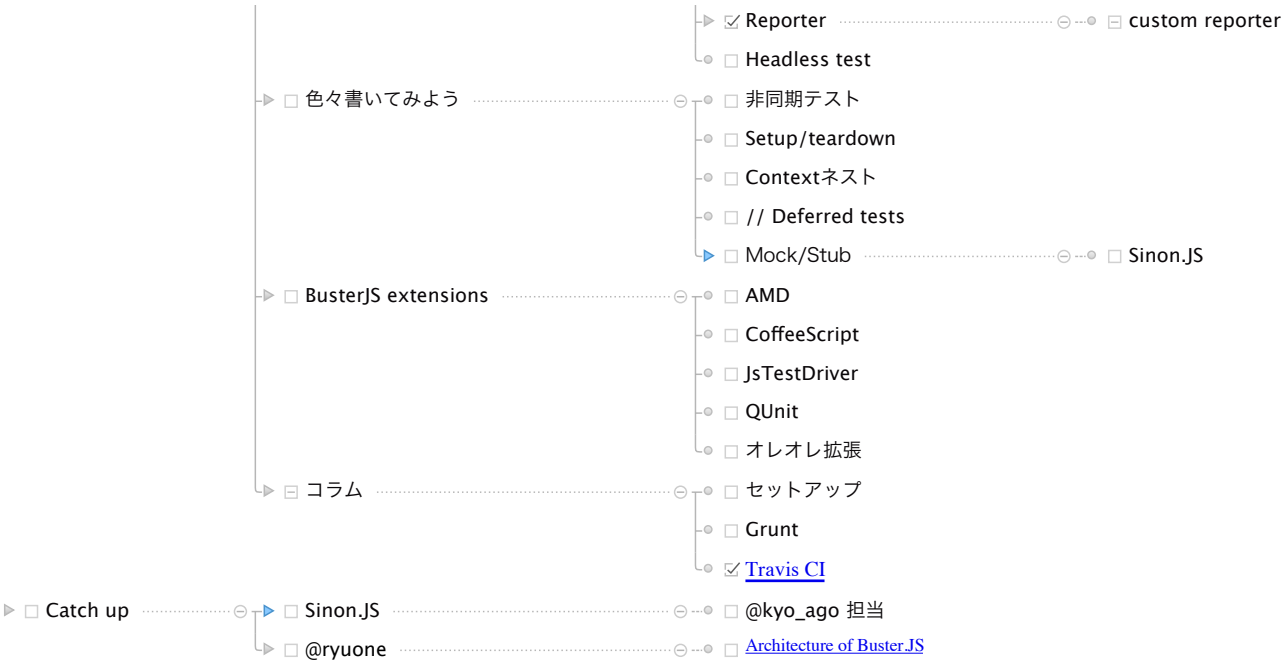 Reporter custom reporter
Headless test
色々書いてみよう 非同期テスト
Setup/teardown
Contextネスト
// Deferred tests
Mock/Stub Sinon.JS
BusterJS extensions AMD
CoffeeScript
JsTestDriver
QUnit
オレオレ拡張
コラム セットアップ
Grunt
Travis CI
Catch up Sinon.JS @kyo_ago 担当
@ryuone Architecture of Buster.JS